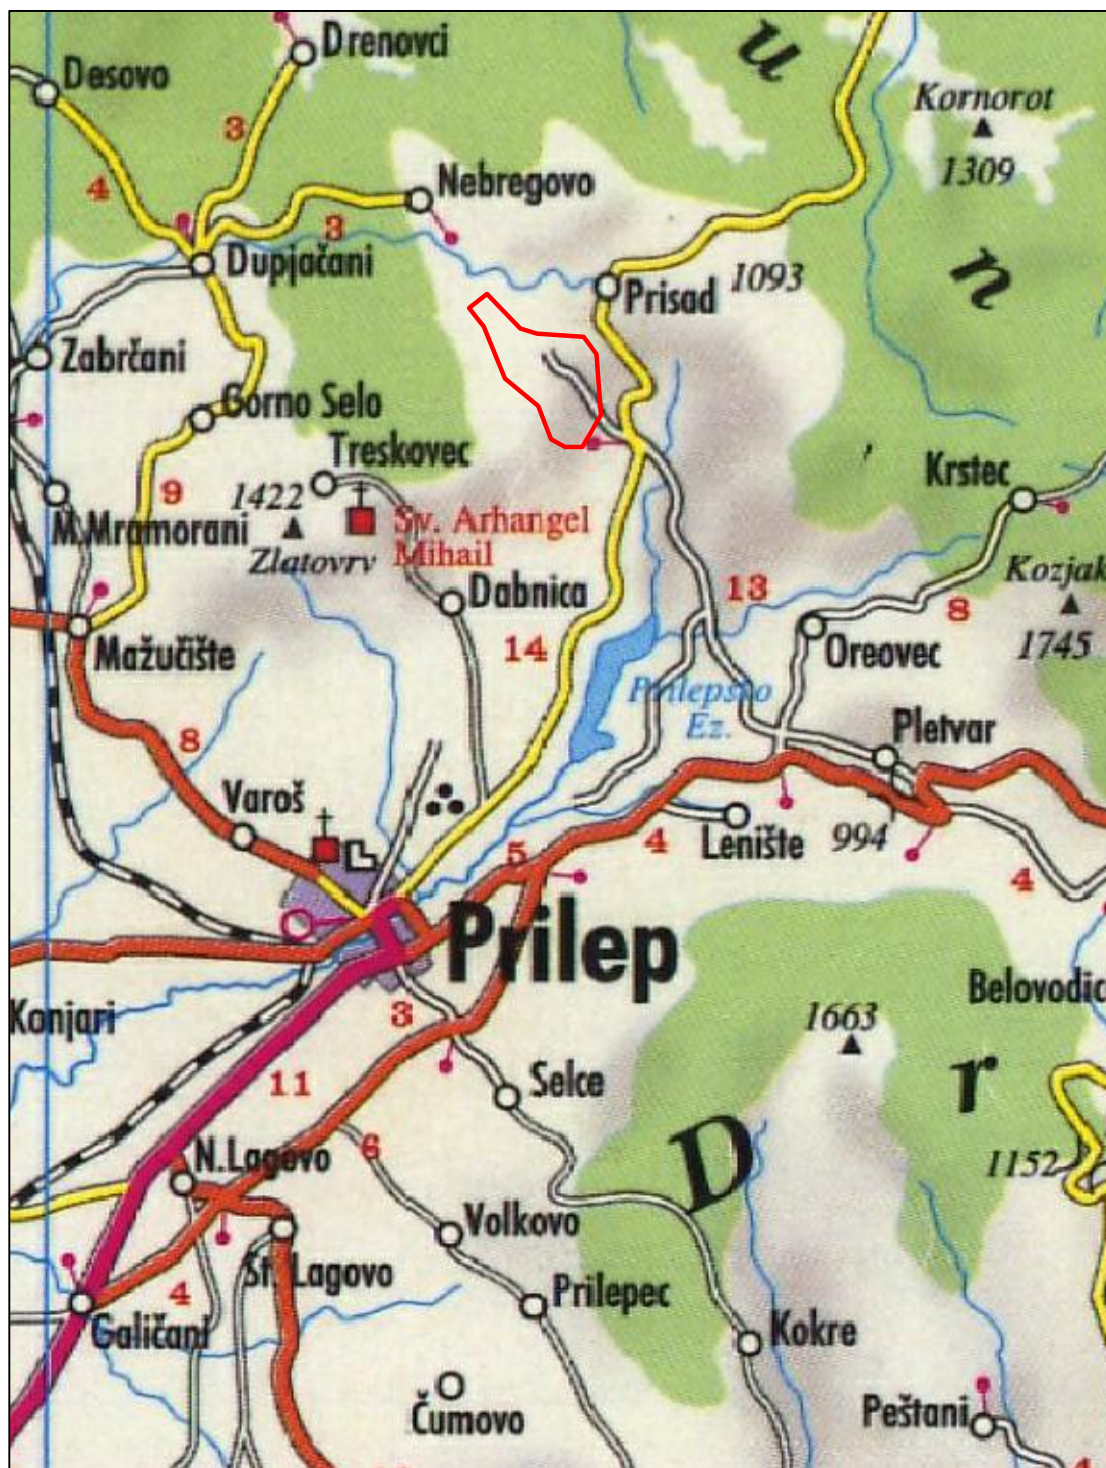 Drenovci
u
Desovo
Kornorot
3
1309
4
Nebregovo
3
n
Dupjačani
1093
Prisad
Zabrčani
Gorno Selo
Treskavec
Krstec
9
1422
M.Mramorani
Sv. Arhangel
Mihail
Zlatovrv
Kozjak
Dabnica
13
8
14
1745
Mažučište
Oreovec
Prilepsko
Ez.
8
Pletvar
Varoš
994
Lenište
4
5
4
Prilep
Belovodic
Konjari
3
1663
Selce
11
r
D
6
N.Lagovo
1152
Volkovo
St. Lagovo
4
Prilepec
Galičani
Kokre
Čumovo
Peštani
4